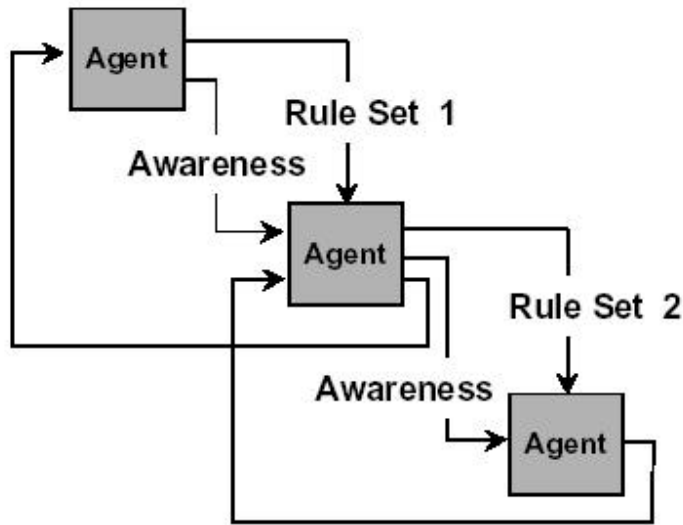 Agent
Rule Set 1
Awareness
Agent
Rule Set 2
Awareness
Agent